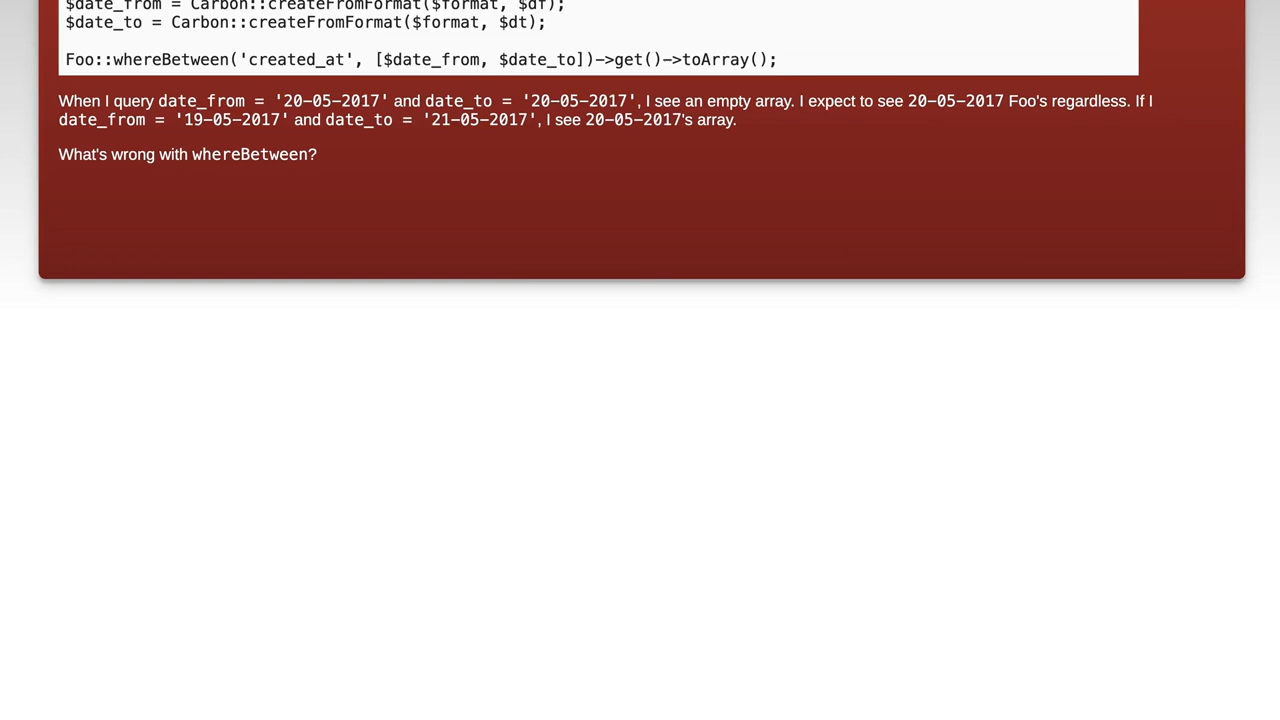 $date_from = Carbon::createFromFormat($format, $df);
$date_to = Carbon::createFromFormat($format, $dt);
Foo::whereBetween('created_at', [$date_from, $date_to])->get()->toArray();
When I query date_from = '20-05-2017' and date_to = '20-05-2017', I see an empty array. I expect to see 20-05-2017 Foo's regardless. If I
date_from = '19-05-2017' and date_to = '21-05-2017', I see 20-05-2017's array.
What's wrong with whereBetween?